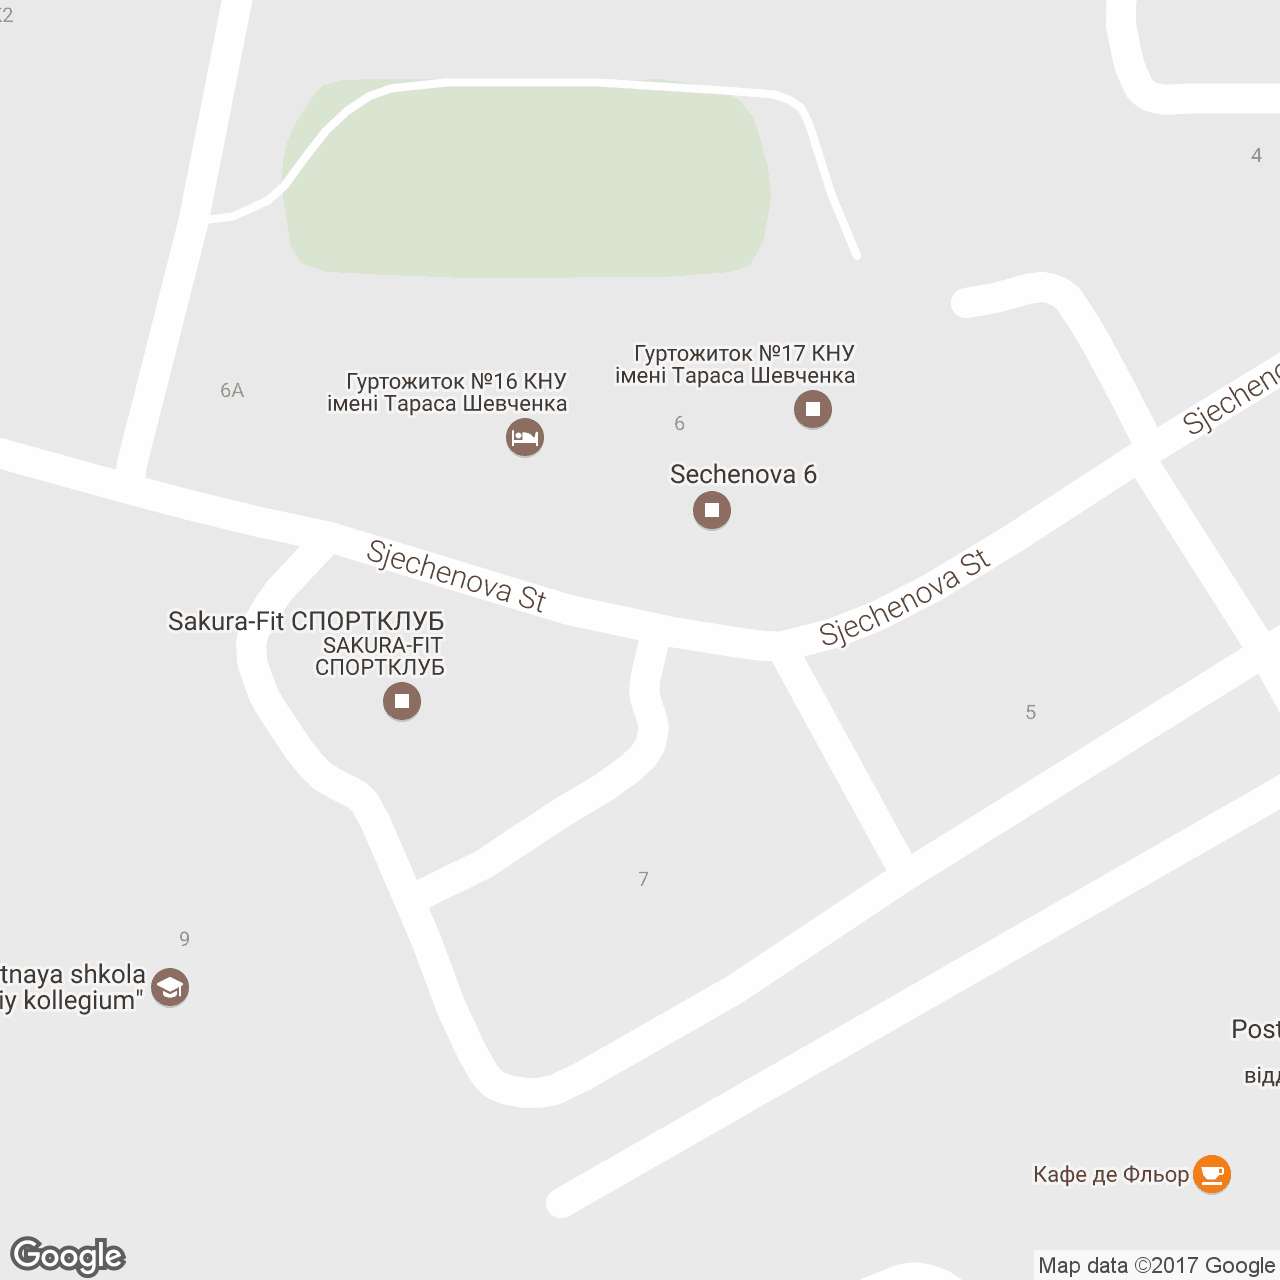 4
Гуртожиток №17 КНУ
імені Тараса Шевченка
Гуртожиток №16 КНУ
імені Тараса Шевченка
6A
6
Sjechenova St
Sechenova 6
Sjechenova St
Sjechenova St
Sakura-Fit СПОРТКЛУБ
SAKURA-FIT
СПОРТКЛУБ
5
7
9
tnaya shkola
iy kollegium"
Post
відд
Кафе де Фльор
Google
Map data ©2017 Google